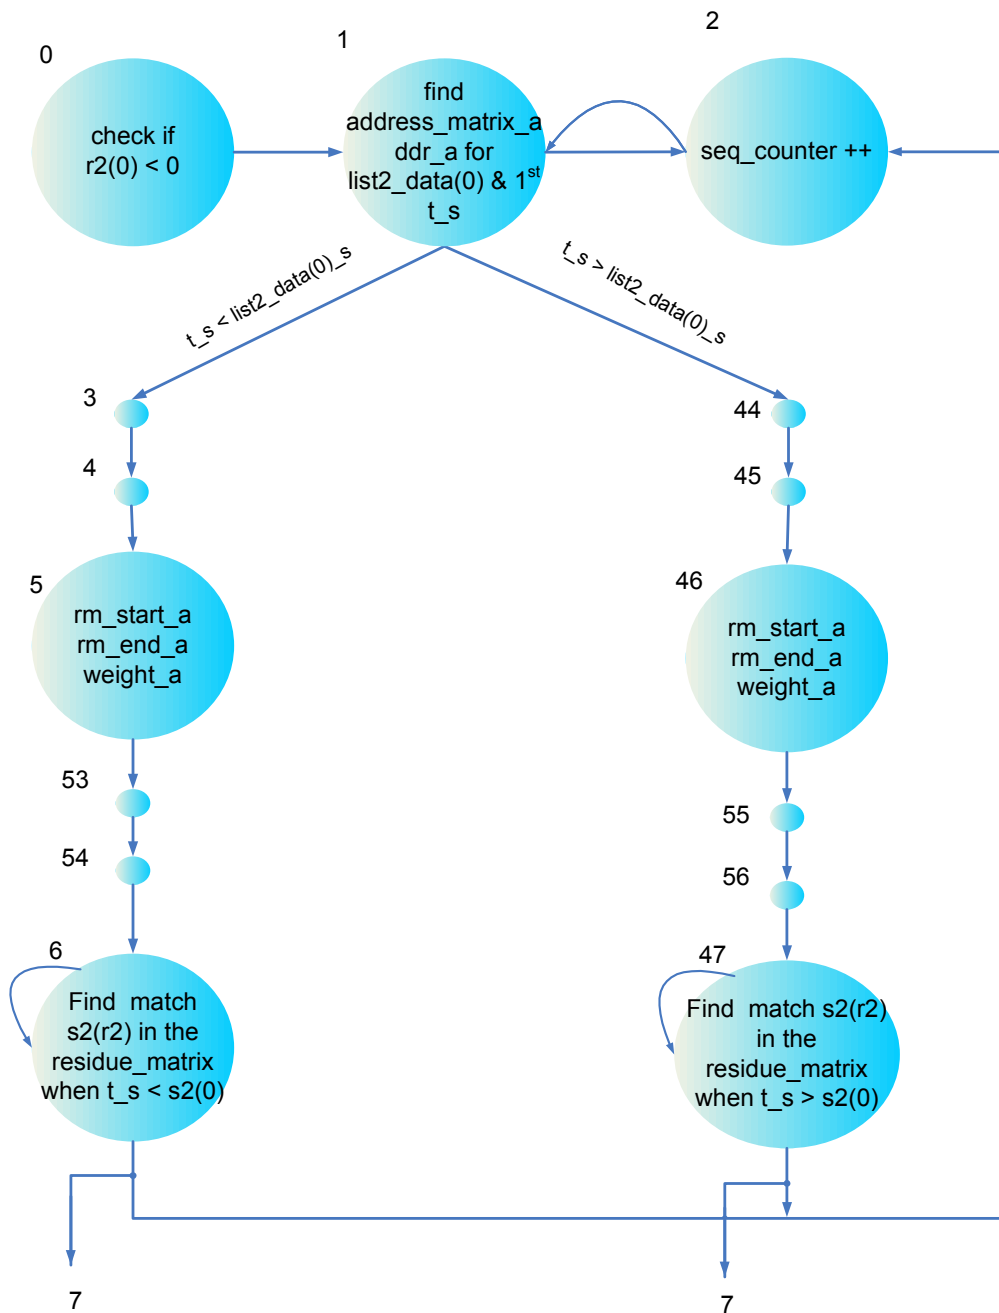 0
1
2
check if
r2(0) < 0
find
address_matrix_a
ddr_a for
list2_data(0) & 1st
t_s
seq_counter ++
t_s < list2_data(0)_s
t_s > list2_data(0)_s
3
44
4
45
5
46
rm_start_a
rm_end_a
weight_a
rm_start_a
rm_end_a
weight_a
53
55
54
56
6
47
Find match
s2(r2) in the
residue_matrix
when t_s < s2(0)
Find match s2(r2)
in the
residue_matrix
when t_s > s2(0)
7
7